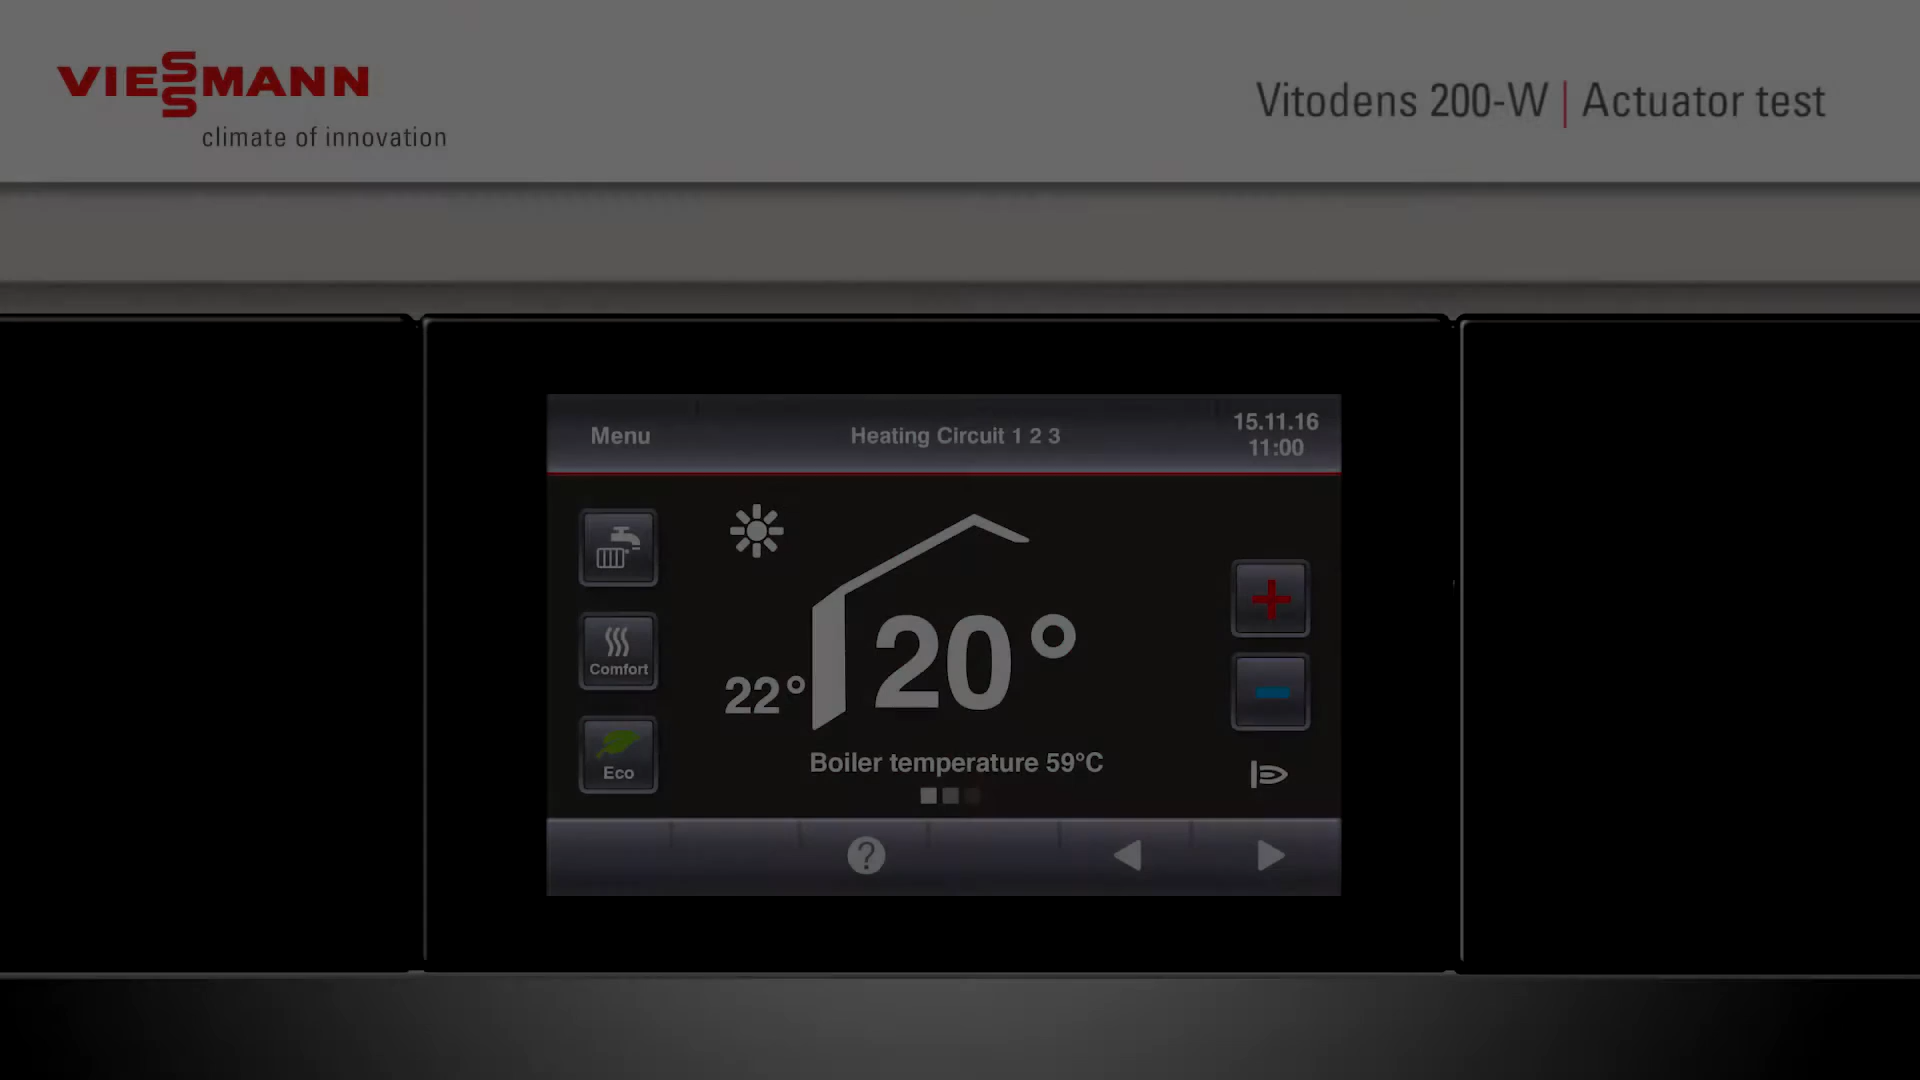 VIESSMANN
climate of innovation
Vitodens 200-W | Actuator test
Menu
Heating Circuit 1 2 3
15.11.16
11:00
Comfort
22°
20°
Eco
Boiler temperature 59°C
?